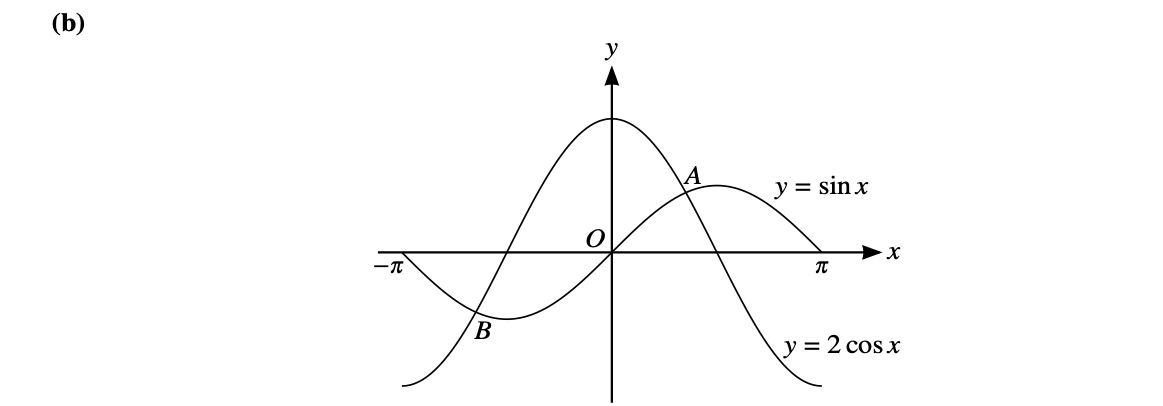 (b)
y
A
y = sin x
O
x
−π
π
B
y = 2 cos x